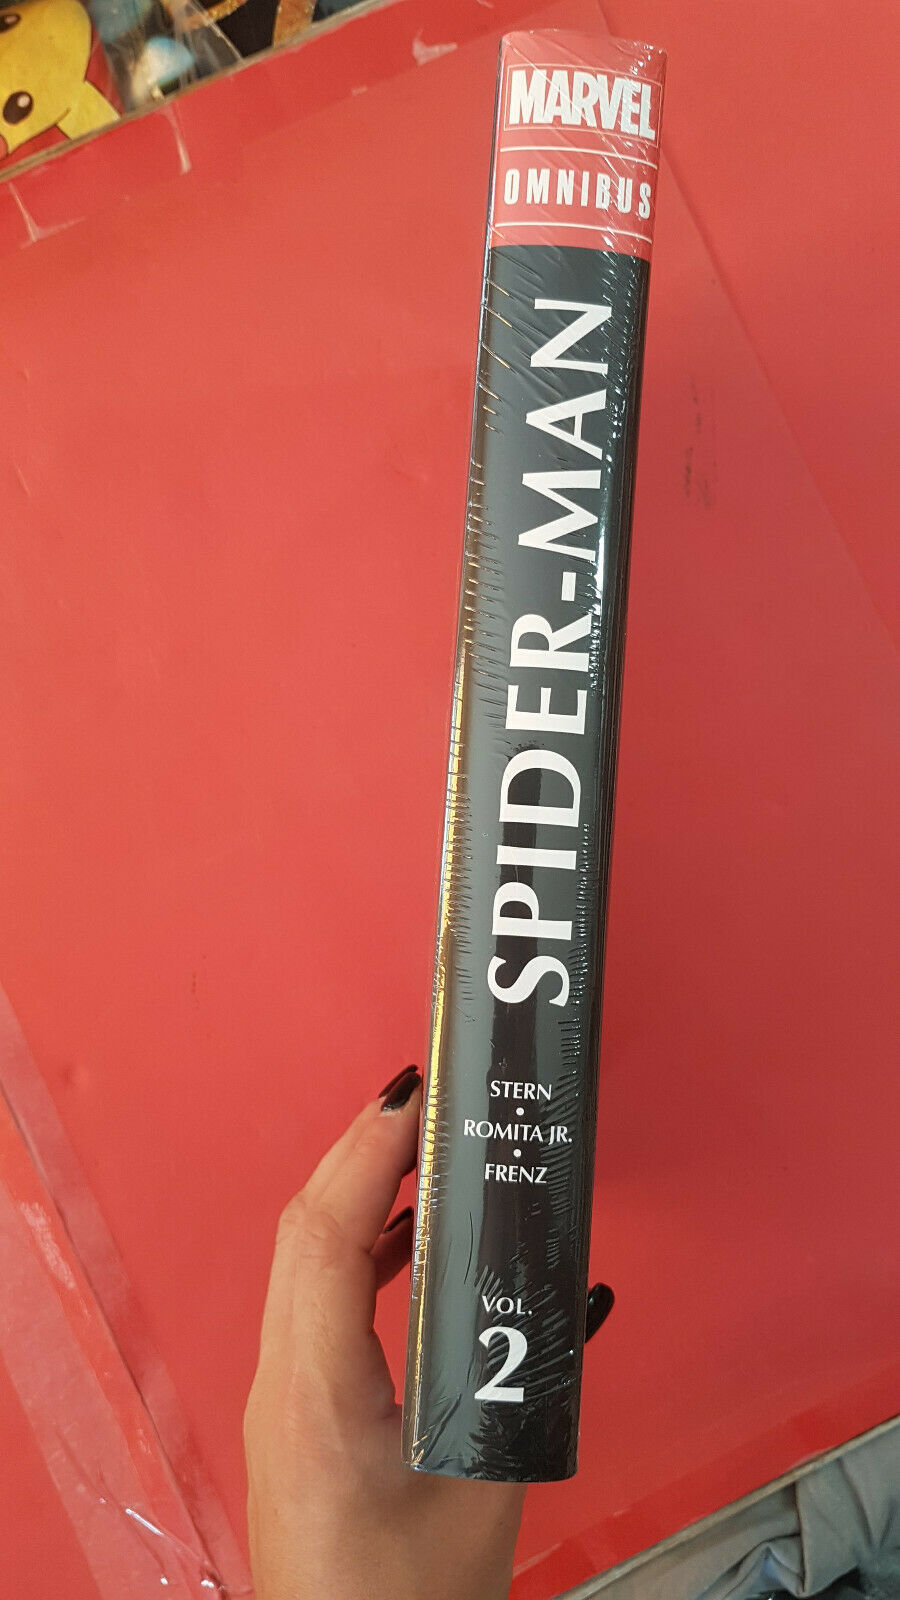 MARVEL
OMNIBUS
SPIDER-MAN
STERN
•
ROMITA JR.
•
FRENZ
VOL.
2